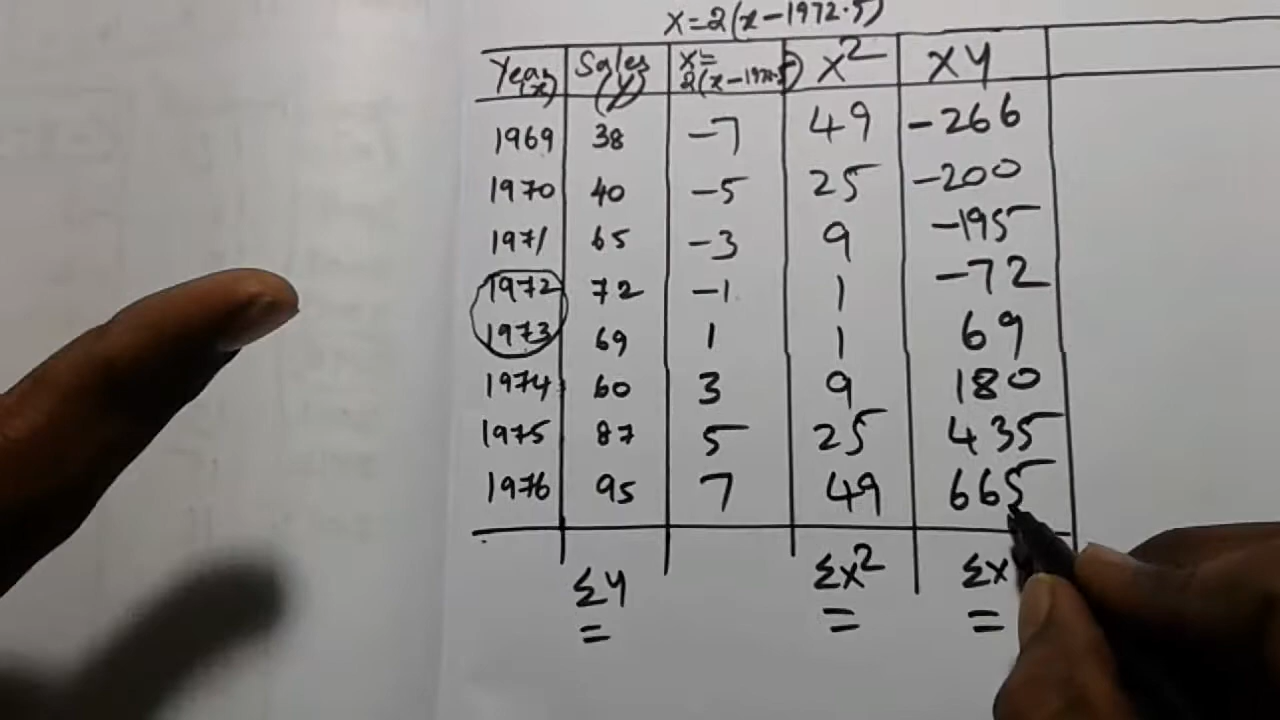 X=2(x-1972.5)
Year (x) Sales (y) X= 2(x-1972.5) X² XY
1969 38 -7 49 -266
1970 40 -5 25 -200
1971 65 -3 9 -195
1972 72 -1 1 -72
1973 69 1 1 69
1974 60 3 9 180
1975 87 5 25 435
1976 95 7 49 665
Σy ΣX² ΣX